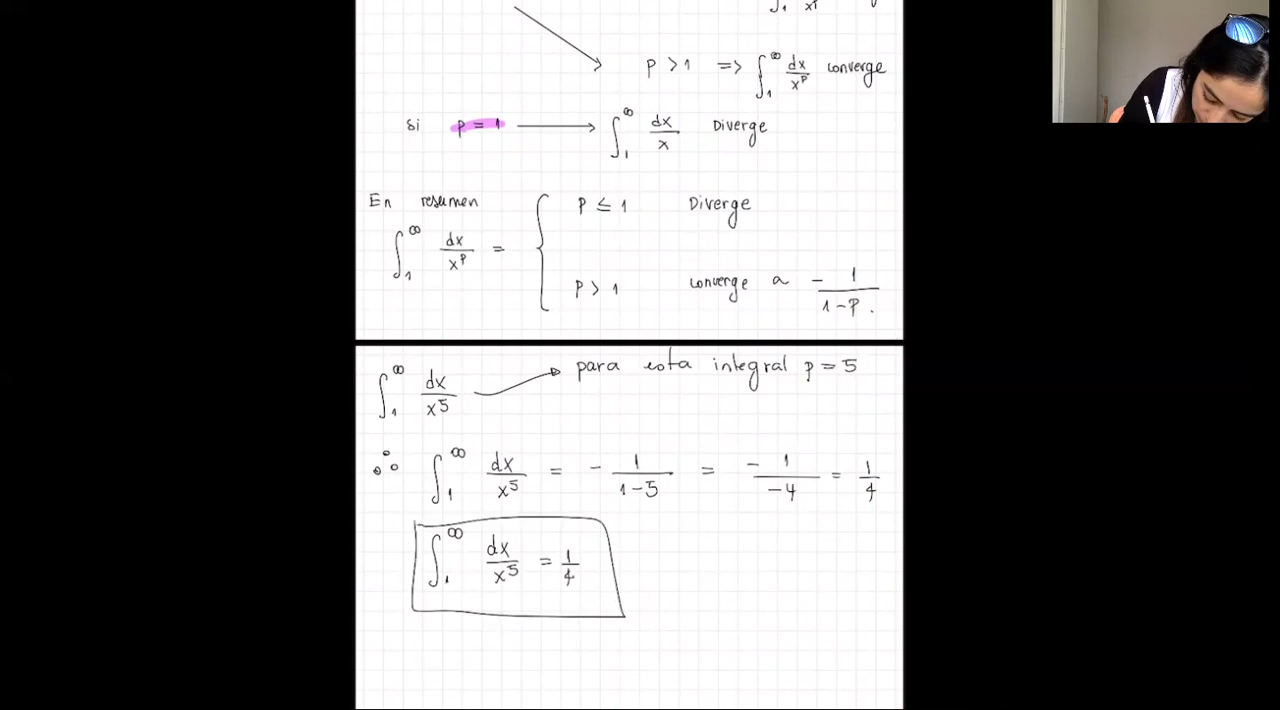 ∫₁ x
p > 1 => ∫₁^∞ dx/x^p converge
Si p = 1 → ∫₁^∞ dx/x Diverge
En resumen
∫₁^∞ dx/x^p = { p ≤ 1 Diverge
p > 1 converge a - 1/(1-p).
∫₁^∞ dx/x⁵ → para esta integral p = 5
∴ ∫₁^∞ dx/x⁵ = - 1/(1-5) = - 1/-4 = 1/4
∫₁^∞ dx/x⁵ = 1/4